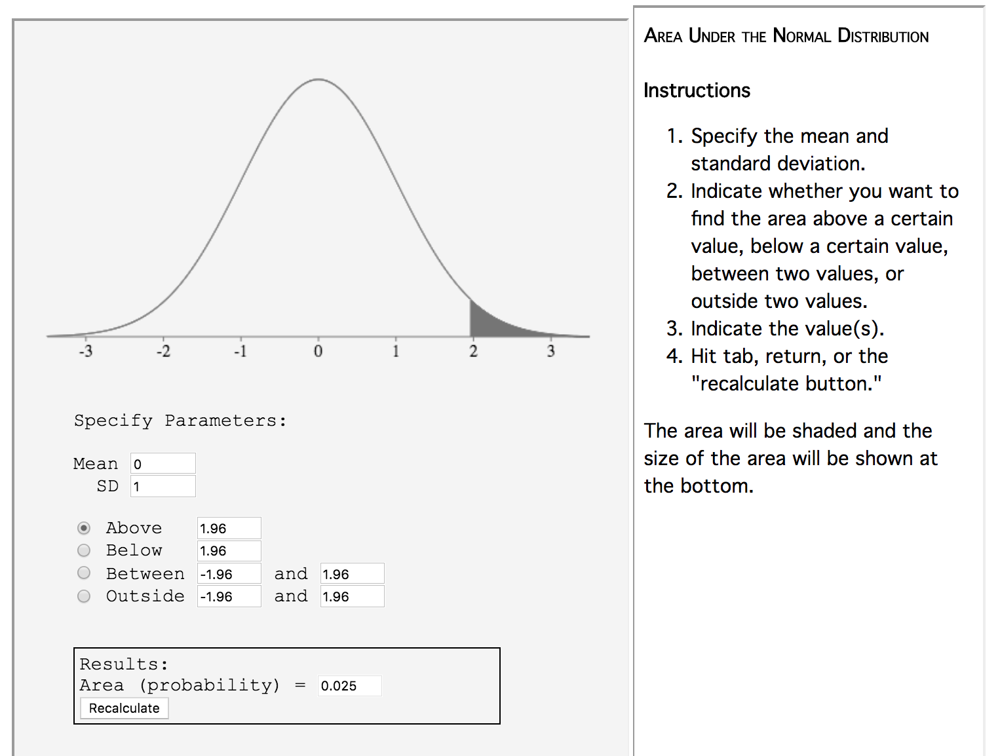 -3 -2 -1 0 1 2 3
Specify Parameters:
Mean 0
SD 1
Above 1.96
Below 1.96
Between -1.96 and 1.96
Outside -1.96 and 1.96
Results:
Area (probability) = 0.025
Recalculate
AREA UNDER THE NORMAL DISTRIBUTION
Instructions
1. Specify the mean and
standard deviation.
2. Indicate whether you want to
find the area above a certain
value, below a certain value,
between two values, or
outside two values.
3. Indicate the value(s).
4. Hit tab, return, or the
"recalculate button."
The area will be shaded and the
size of the area will be shown at
the bottom.